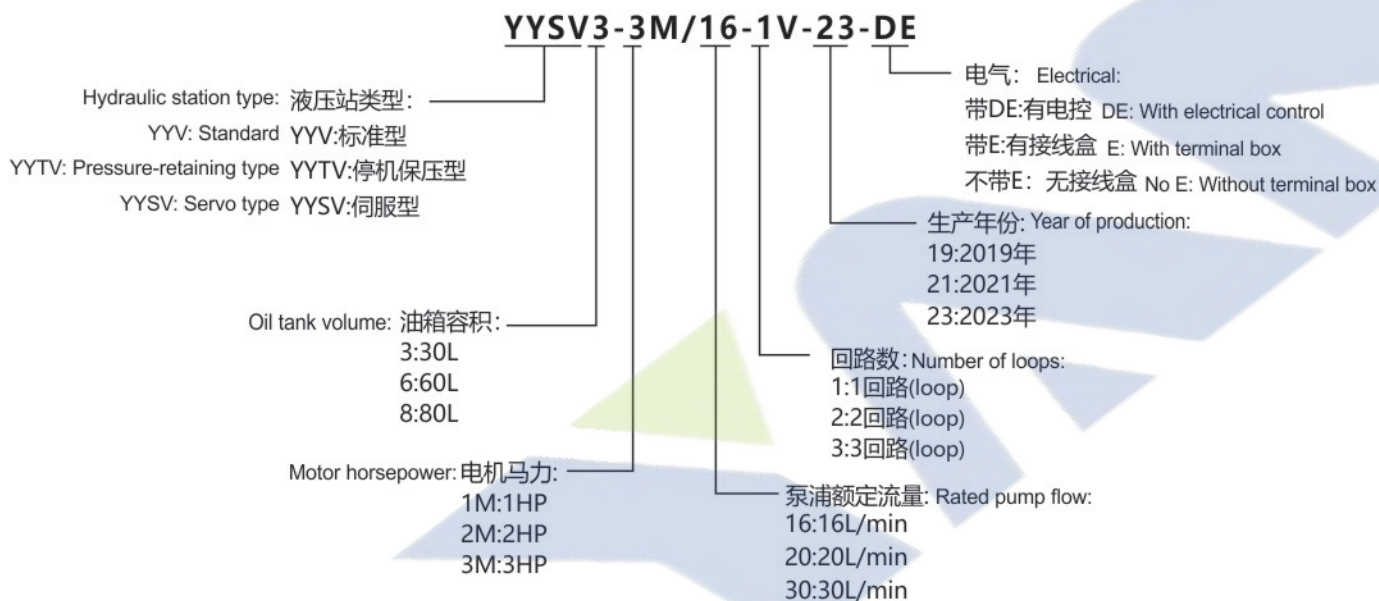 YYSV3-3M/16-1V-23-DE
Hydraulic station type: 液压站类型：
YYV: Standard YYV:标准型
YYTV: Pressure-retaining type YYTV:停机保压型
YYSV: Servo type YYSV:伺服型
电气： Electrical:
带DE:有电控 DE: With electrical control
带E:有接线盒 E: With terminal box
不带E：无接线盒 No E: Without terminal box
生产年份: Year of production:
19:2019年
21:2021年
23:2023年
Oil tank volume: 油箱容积：
3:30L
6:60L
8:80L
回路数: Number of loops:
1:1回路(loop)
2:2回路(loop)
3:3回路(loop)
Motor horsepower: 电机马力:
1M:1HP
2M:2HP
3M:3HP
泵浦额定流量: Rated pump flow:
16:16L/min
20:20L/min
30:30L/min